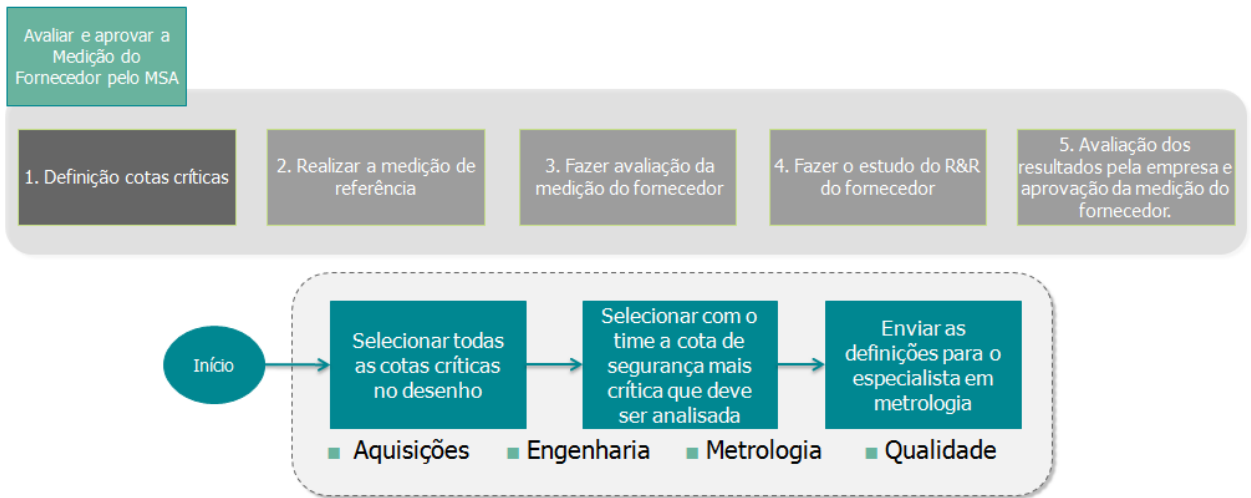 Avaliar e aprovar a
Medição do
Fornecedor pelo MSA
1. Definição cotas críticas
2. Realizar a medição de
referência
3. Fazer avaliação da
medição do fornecedor
4. Fazer o estudo do R&R
do fornecedor
5. Avaliação dos
resultados pela empresa e
aprovação da medição do
fornecedor.
Início
Selecionar todas
as cotas críticas
no desenho
Selecionar com o
time a cota de
segurança mais
crítica que deve
ser analisada
Enviar as
definições para o
especialista em
metrologia
Aquisições
Engenharia
Metrologia
Qualidade